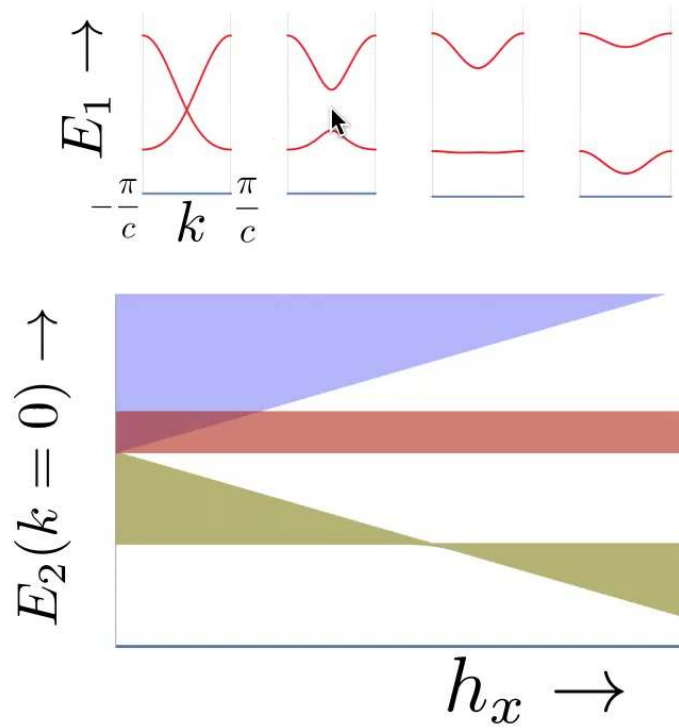 E₁ →
-π/c k π/c
E₂(k = 0) →
hₓ →